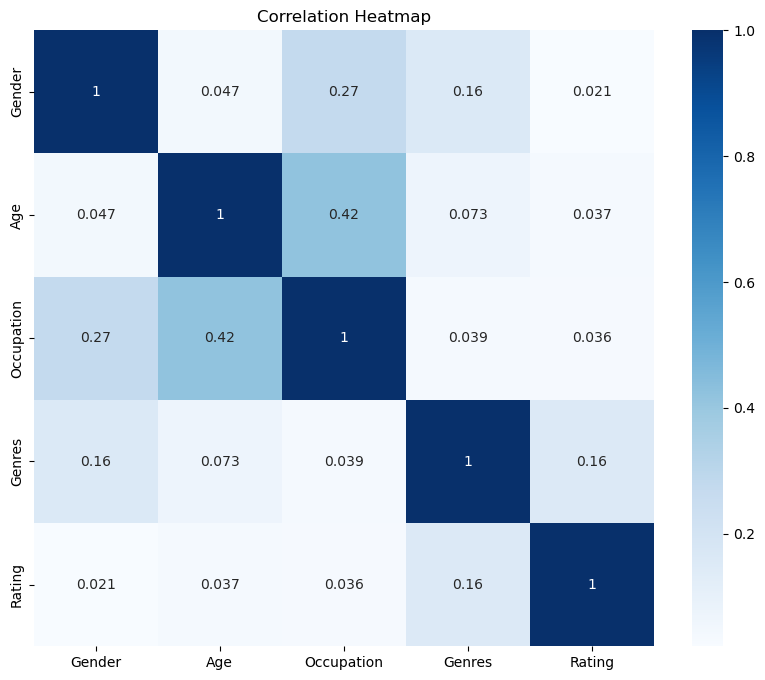 Correlation Heatmap
Gender 1 0.047 0.27 0.16 0.021
Age 0.047 1 0.42 0.073 0.037
Occupation 0.27 0.42 1 0.039 0.036
Genres 0.16 0.073 0.039 1 0.16
Rating 0.021 0.037 0.036 0.16 1
Gender Age Occupation Genres Rating
1.0
0.8
0.6
0.4
0.2